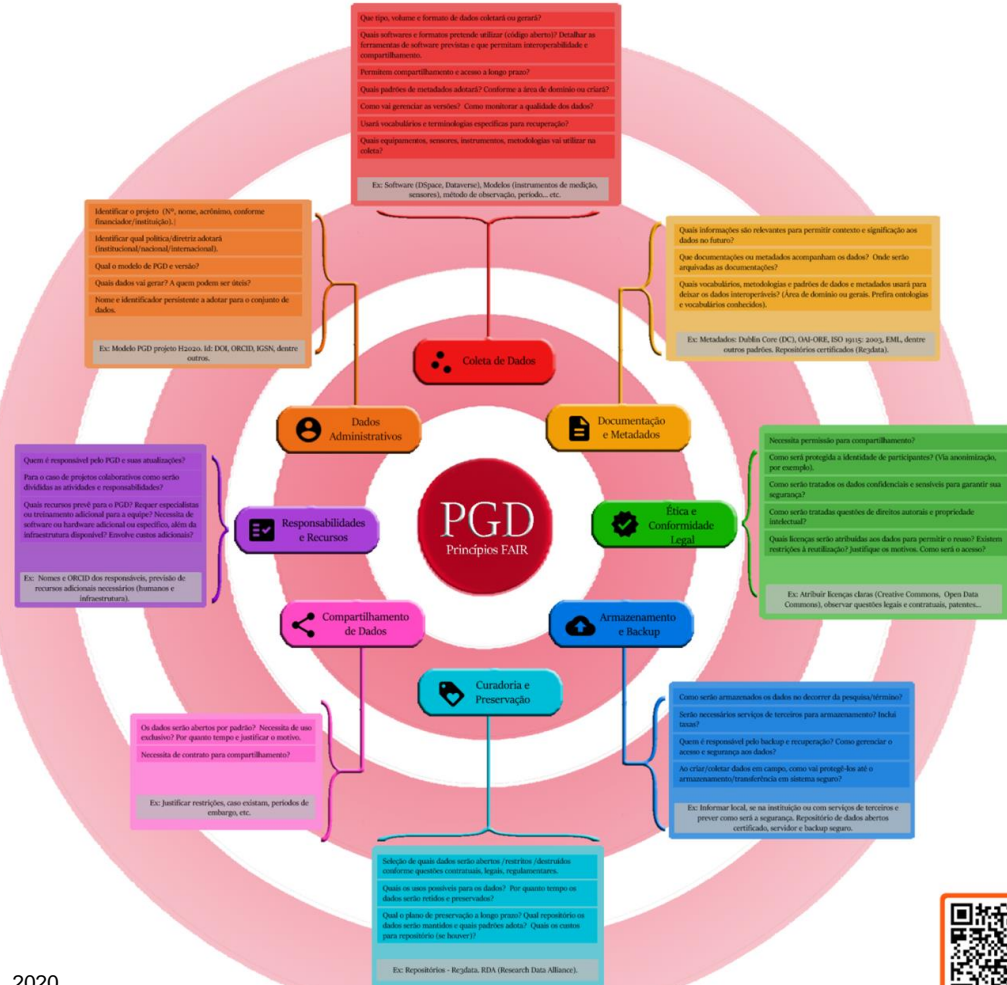 Que tipo, volume e formato de dados coletará ou gerará?
Quais softwares e formatos pretende utilizar (código aberto)? Detalhar as
ferramentas de software previstas e que permitam interoperabilidade e
compartilhamento.
Permitem compartilhamento e acesso a longo prazo?
Quais padrões de metadados adotará? Conforme a área de domínio ou criará?
Como vai gerenciar as versões? Como monitorar a qualidade dos dados?
Usará vocabulários e terminologias específicas para recuperação?
Quais equipamentos, sensores, instrumentos, metodologias vai utilizar na
coleta?
Ex: Software (DSpace, Dataverse), Modelos (instrumentos de medição,
sensores), método de observação, período... etc.
Identificar o projeto (Nº, nome, acrônimo, conforme
financiador/instituição).
Identificar qual política/diretriz adotará
(institucional/nacional/internacional).
Qual o modelo de PGD e versão?
Quais dados vai gerar? A quem podem ser úteis?
Nome e identificador persistente a adotar para o conjunto de
dados.
Ex: Modelo PGD projeto H2020. Id: DOI, ORCID, IGSN, dentre
outros.
Quais informações são relevantes para permitir contexto e significação aos
dados no futuro?
Que documentações ou metadados acompanham os dados? Onde serão
arquivadas as documentações?
Quais vocabulários, metodologias e padrões de dados e metadados usará para
deixar os dados interoperáveis? (Área de domínio ou gerais. Prefira ontologias
e vocabulários conhecidos).
Ex: Metadados: Dublin Core (DC), OAI-ORE, ISO 19115: 2003, EML, dentre
outros padrões. Repositórios certificados (Re3data).
Coleta de Dados
Dados
Administrativos
Documentação
e Metadados
Quem é responsável pelo PGD e suas atualizações?
Para o caso de projetos colaborativos como serão
divididas as atividades e responsabilidades?
Quais recursos prevê para o PGD? Requer especialistas
ou treinamento adicional para a equipe? Necessita de
software ou hardware adicional ou específico, além da
infraestrutura disponível? Envolve custos adicionais?
Ex: Nomes e ORCID dos responsáveis, previsão de
recursos adicionais necessários (humanos e
infraestrutura).
Responsabilidades
e Recursos
PGD
Princípios FAIR
Ética e
Conformidade
Legal
Necessita permissão para compartilhamento?
Como será protegida a identidade de participantes? (Via anonimização,
por exemplo).
Como serão tratados os dados confidenciais e sensíveis para garantir sua
segurança?
Como serão tratadas questões de direitos autorais e propriedade
intelectual?
Quais licenças serão atribuídas aos dados para permitir o reuso? Existem
restrições à reutilização? Justifique os motivos. Como será o acesso?
Ex: Atribuir licenças claras (Creative Commons, Open Data
Commons), observar questões legais e contratuais, patentes...
Compartilhamento
de Dados
Armazenamento
e Backup
Curadoria e
Preservação
Os dados serão abertos por padrão? Necessita de uso
exclusivo? Por quanto tempo e justificar o motivo.
Necessita de contrato para compartilhamento?
Ex: Justificar restrições, caso existam, períodos de
embargo, etc.
Como serão armazenados os dados no decorrer da pesquisa/término?
Serão necessários serviços de terceiros para armazenamento? Inclui
taxas?
Quem é responsável pelo backup e recuperação? Como gerenciar o
acesso e segurança aos dados?
Ao criar/coletar dados em campo, como vai protegê-los até o
armazenamento/transferência em sistema seguro?
Ex: Informar local, se na instituição ou com serviços de terceiros e
prever como será a segurança. Repositório de dados abertos
certificado, servidor e backup seguro.
Seleção de quais dados serão abertos /restritos /destruídos
conforme questões contratuais, legais, regulamentares.
Quais os usos possíveis para os dados? Por quanto tempo os
dados serão retidos e preservados?
Qual o plano de preservação a longo prazo? Qual repositório os
dados serão mantidos e quais padrões adota? Quais os custos
para repositório (se houver)?
Ex: Repositórios - Re3data. RDA (Research Data Alliance).
2020